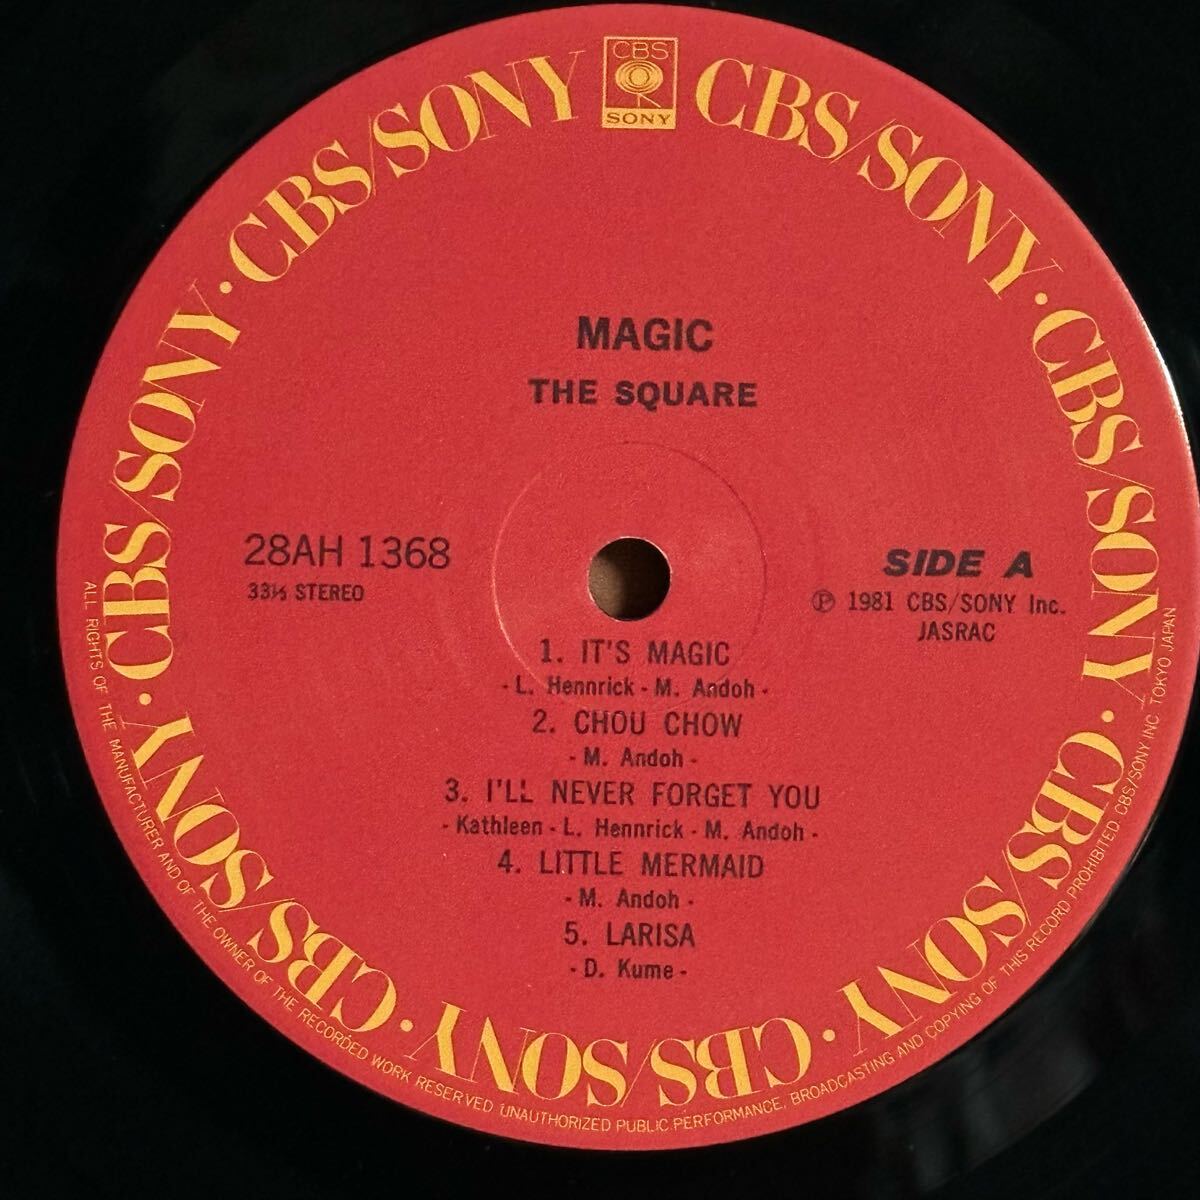 CBS
SONY
CBS/SONY · CBS/SONY · CBS/SONY · CBS/SONY · CBS/SONY · CBS/SONY · CBS/SONY · CBS/SONY
MAGIC
THE SQUARE
28AH 1368
33⅓ STEREO
SIDE A
Ⓟ 1981 CBS/SONY Inc.
JASRAC
1. IT'S MAGIC
- L. Hennrick - M. Andoh -
2. CHOU CHOW
- M. Andoh -
3. I'LL NEVER FORGET YOU
- Kathleen - L. Hennrick - M. Andoh -
4. LITTLE MERMAID
- M. Andoh -
5. LARISA
- D. Kume -
ALL RIGHTS OF THE MANUFACTURER AND OF THE OWNER OF THE RECORDED WORK RESERVED UNAUTHORIZED PUBLIC PERFORMANCE, BROADCASTING AND COPYING OF THIS RECORD PROHIBITED. CBS/SONY INC. TOKYO JAPAN